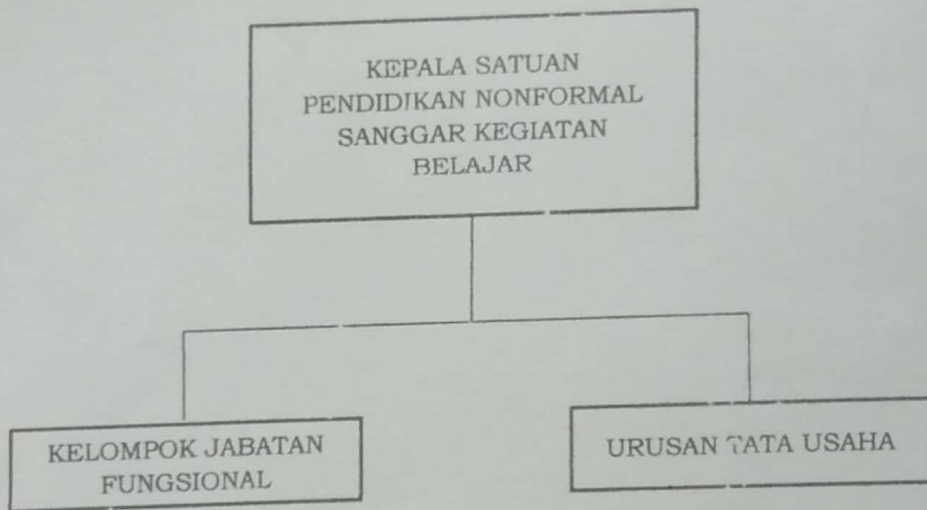 KEPALA SATUAN
PENDIDIKAN NONFORMAL
SANGGAR KEGIATAN
BELAJAR
KELOMPOK JABATAN
FUNGSIONAL
URUSAN TATA USAHA